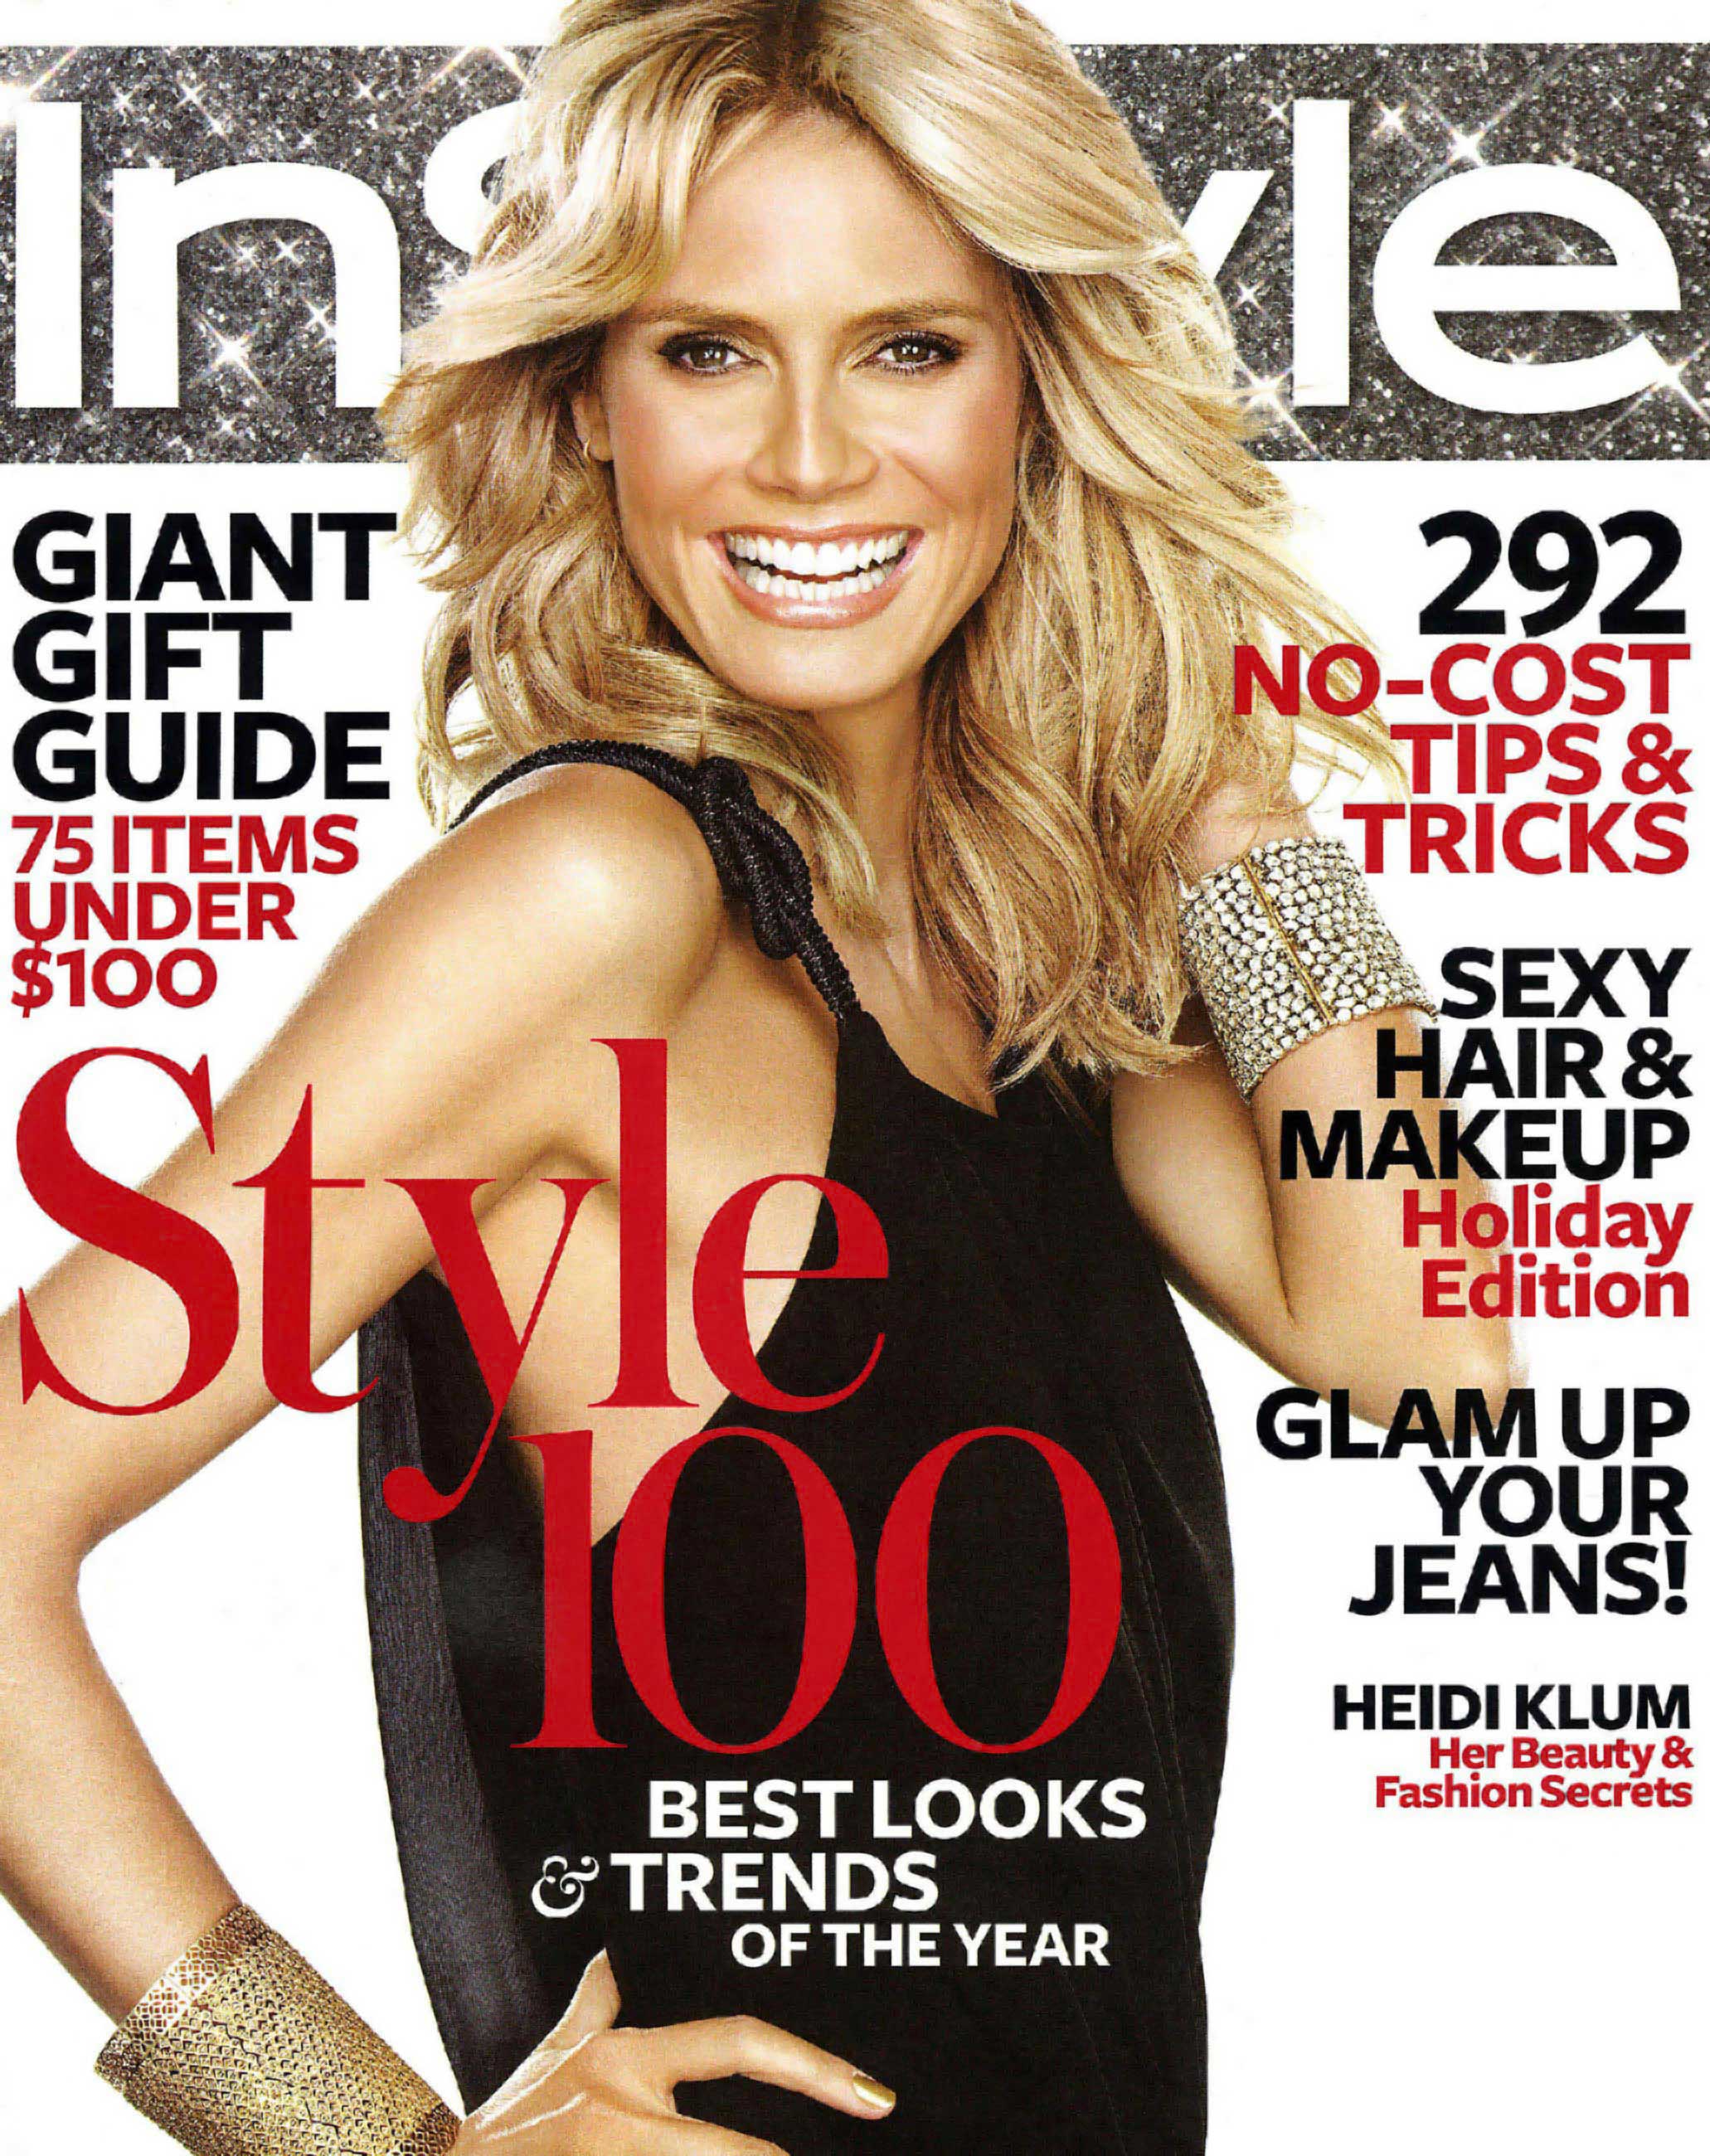 InStyle
GIANT
GIFT
GUIDE
75 ITEMS
UNDER
$100
292
NO-COST
TIPS &
TRICKS
SEXY
HAIR &
MAKEUP
Holiday
Edition
GLAM UP
YOUR
JEANS!
HEIDI KLUM
Her Beauty &
Fashion Secrets
Style
100
BEST LOOKS
& TRENDS
OF THE YEAR